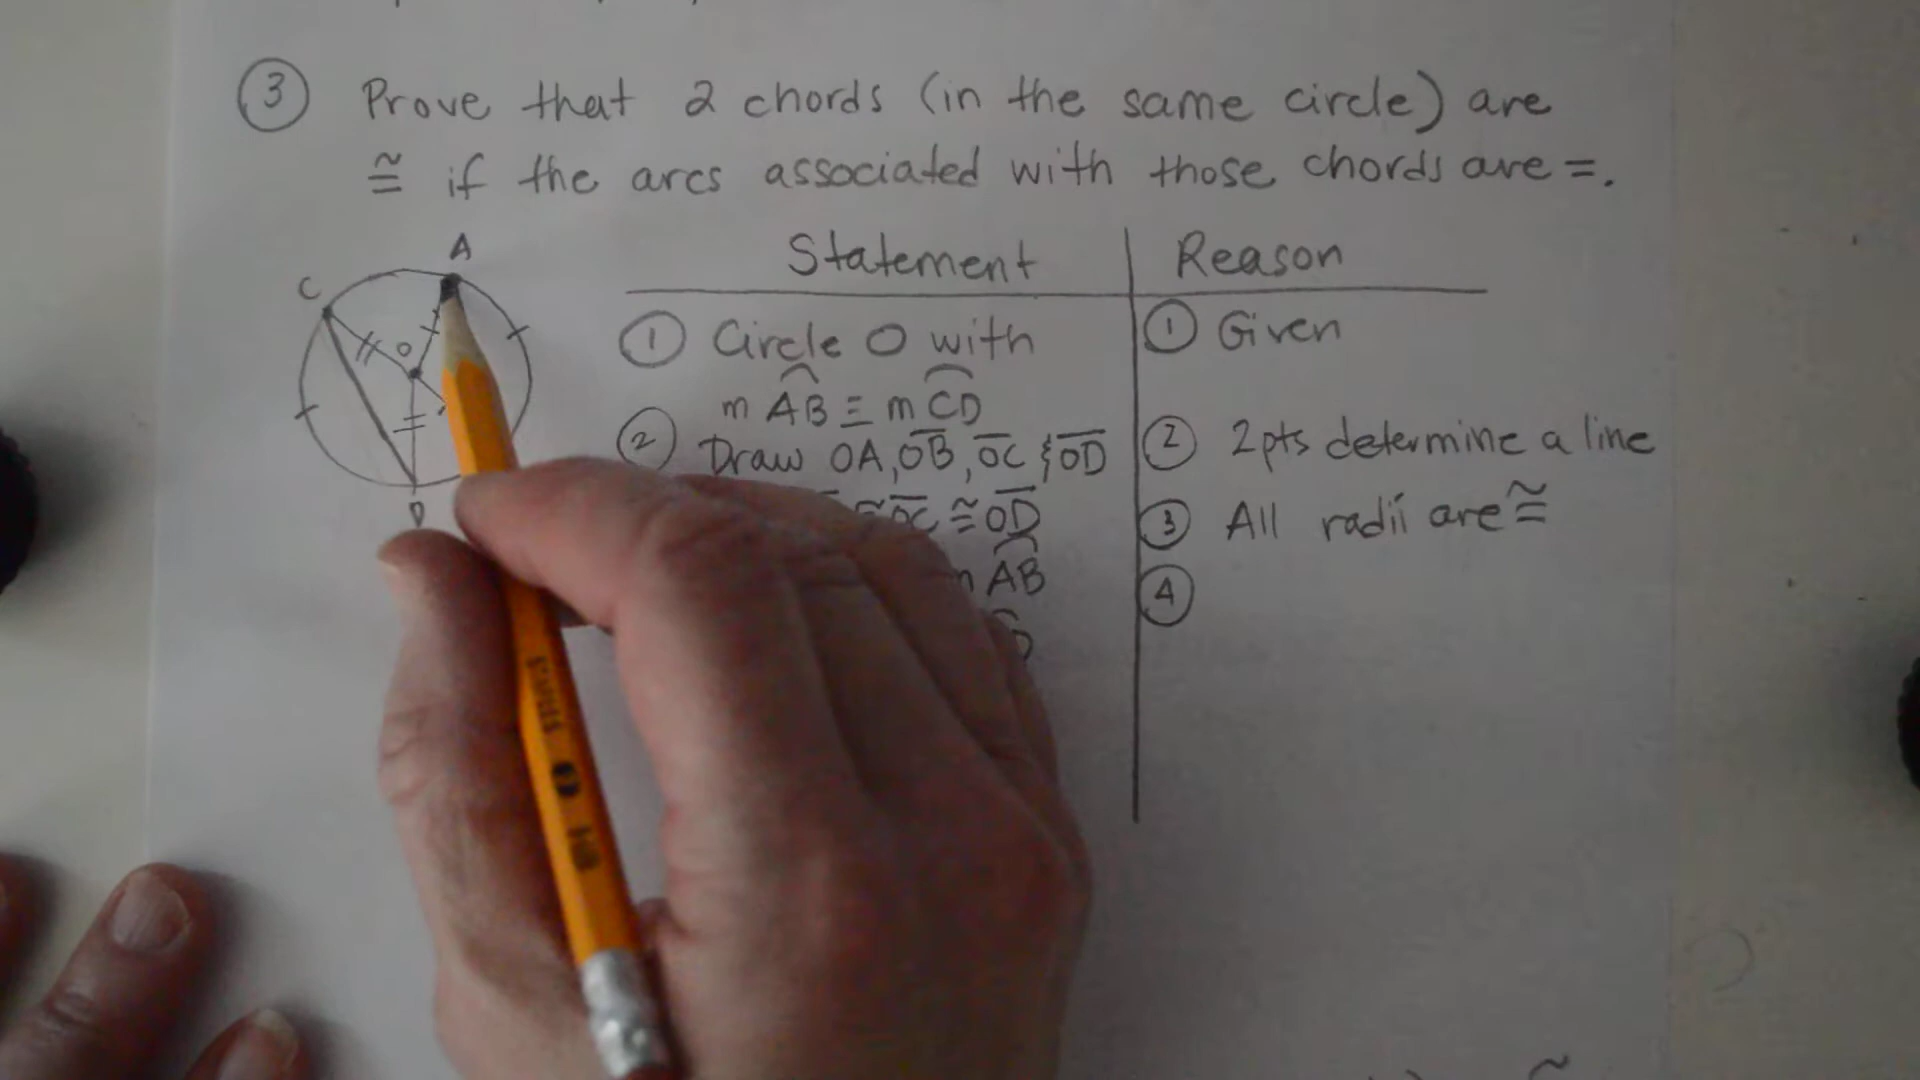 ③ Prove that 2 chords (in the same circle) are
≅ if the arcs associated with those chords are =.
A
C
O
D
Statement
Reason
① Circle O with
m AB ≡ m CD
① Given
② Draw OA, OB, OC & OD
② 2pts determine a line
≅ OC ≅ OD
③ All radii are ≅
m AB
④
D